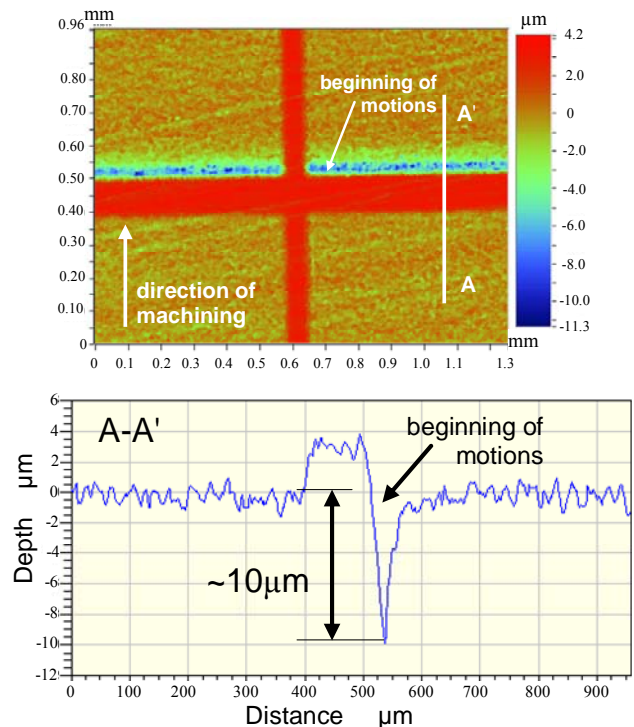 mm
0.96
0.80
0.70
0.60
0.50
0.40
0.30
0.20
0.10
0
0 0.1 0.2 0.3 0.4 0.5 0.6 0.7 0.8 0.9 1.0 1.1 1.2 1.3
mm
beginning of
motions
A'
A
direction of
machining
µm
4.2
2.0
0
-2.0
-4.0
-6.0
-8.0
-10.0
-11.3
A-A'
beginning of
motions
~10µm
Depth µm
6
4
2
0
-2
-4
-6
-8
-10
-12
0 100 200 300 400 500 600 700 800 900
Distance µm